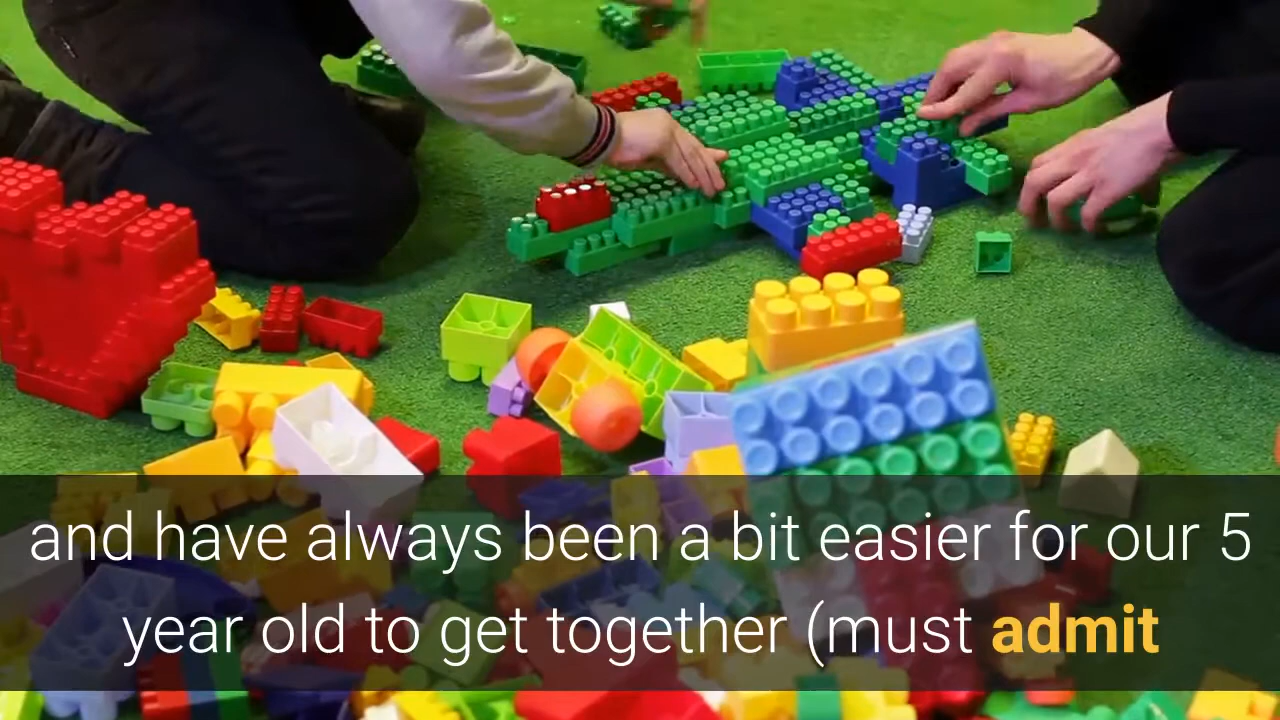 and have always been a bit easier for our 5
year old to get together (must admit